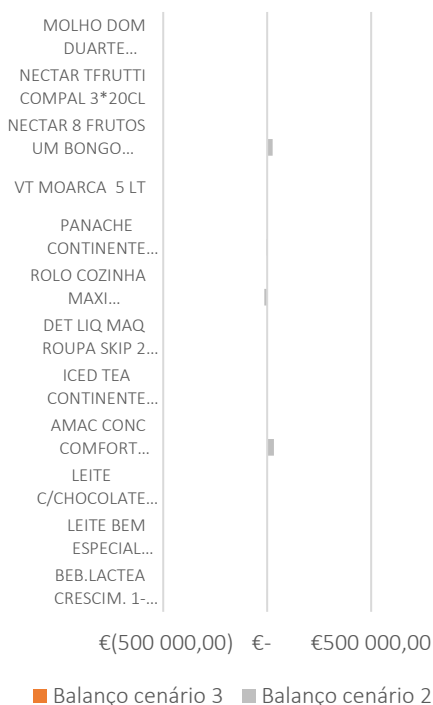 MOLHO DOM
DUARTE...
NECTAR TFRUTTI
COMPAL 3*20CL
NECTAR 8 FRUTOS
UM BONGO...
VT MOARCA 5 LT
PANACHE
CONTINENTE...
ROLO COZINHA
MAXI...
DET LIQ MAQ
ROUPA SKIP 2...
ICED TEA
CONTINENTE...
AMAC CONC
COMFORT...
LEITE
C/CHOCOLATE...
LEITE BEM
ESPECIAL...
BEB.LACTEA
CRESCIM. 1-...
€(500 000,00) €- €500 000,00
Balanço cenário 3 Balanço cenário 2